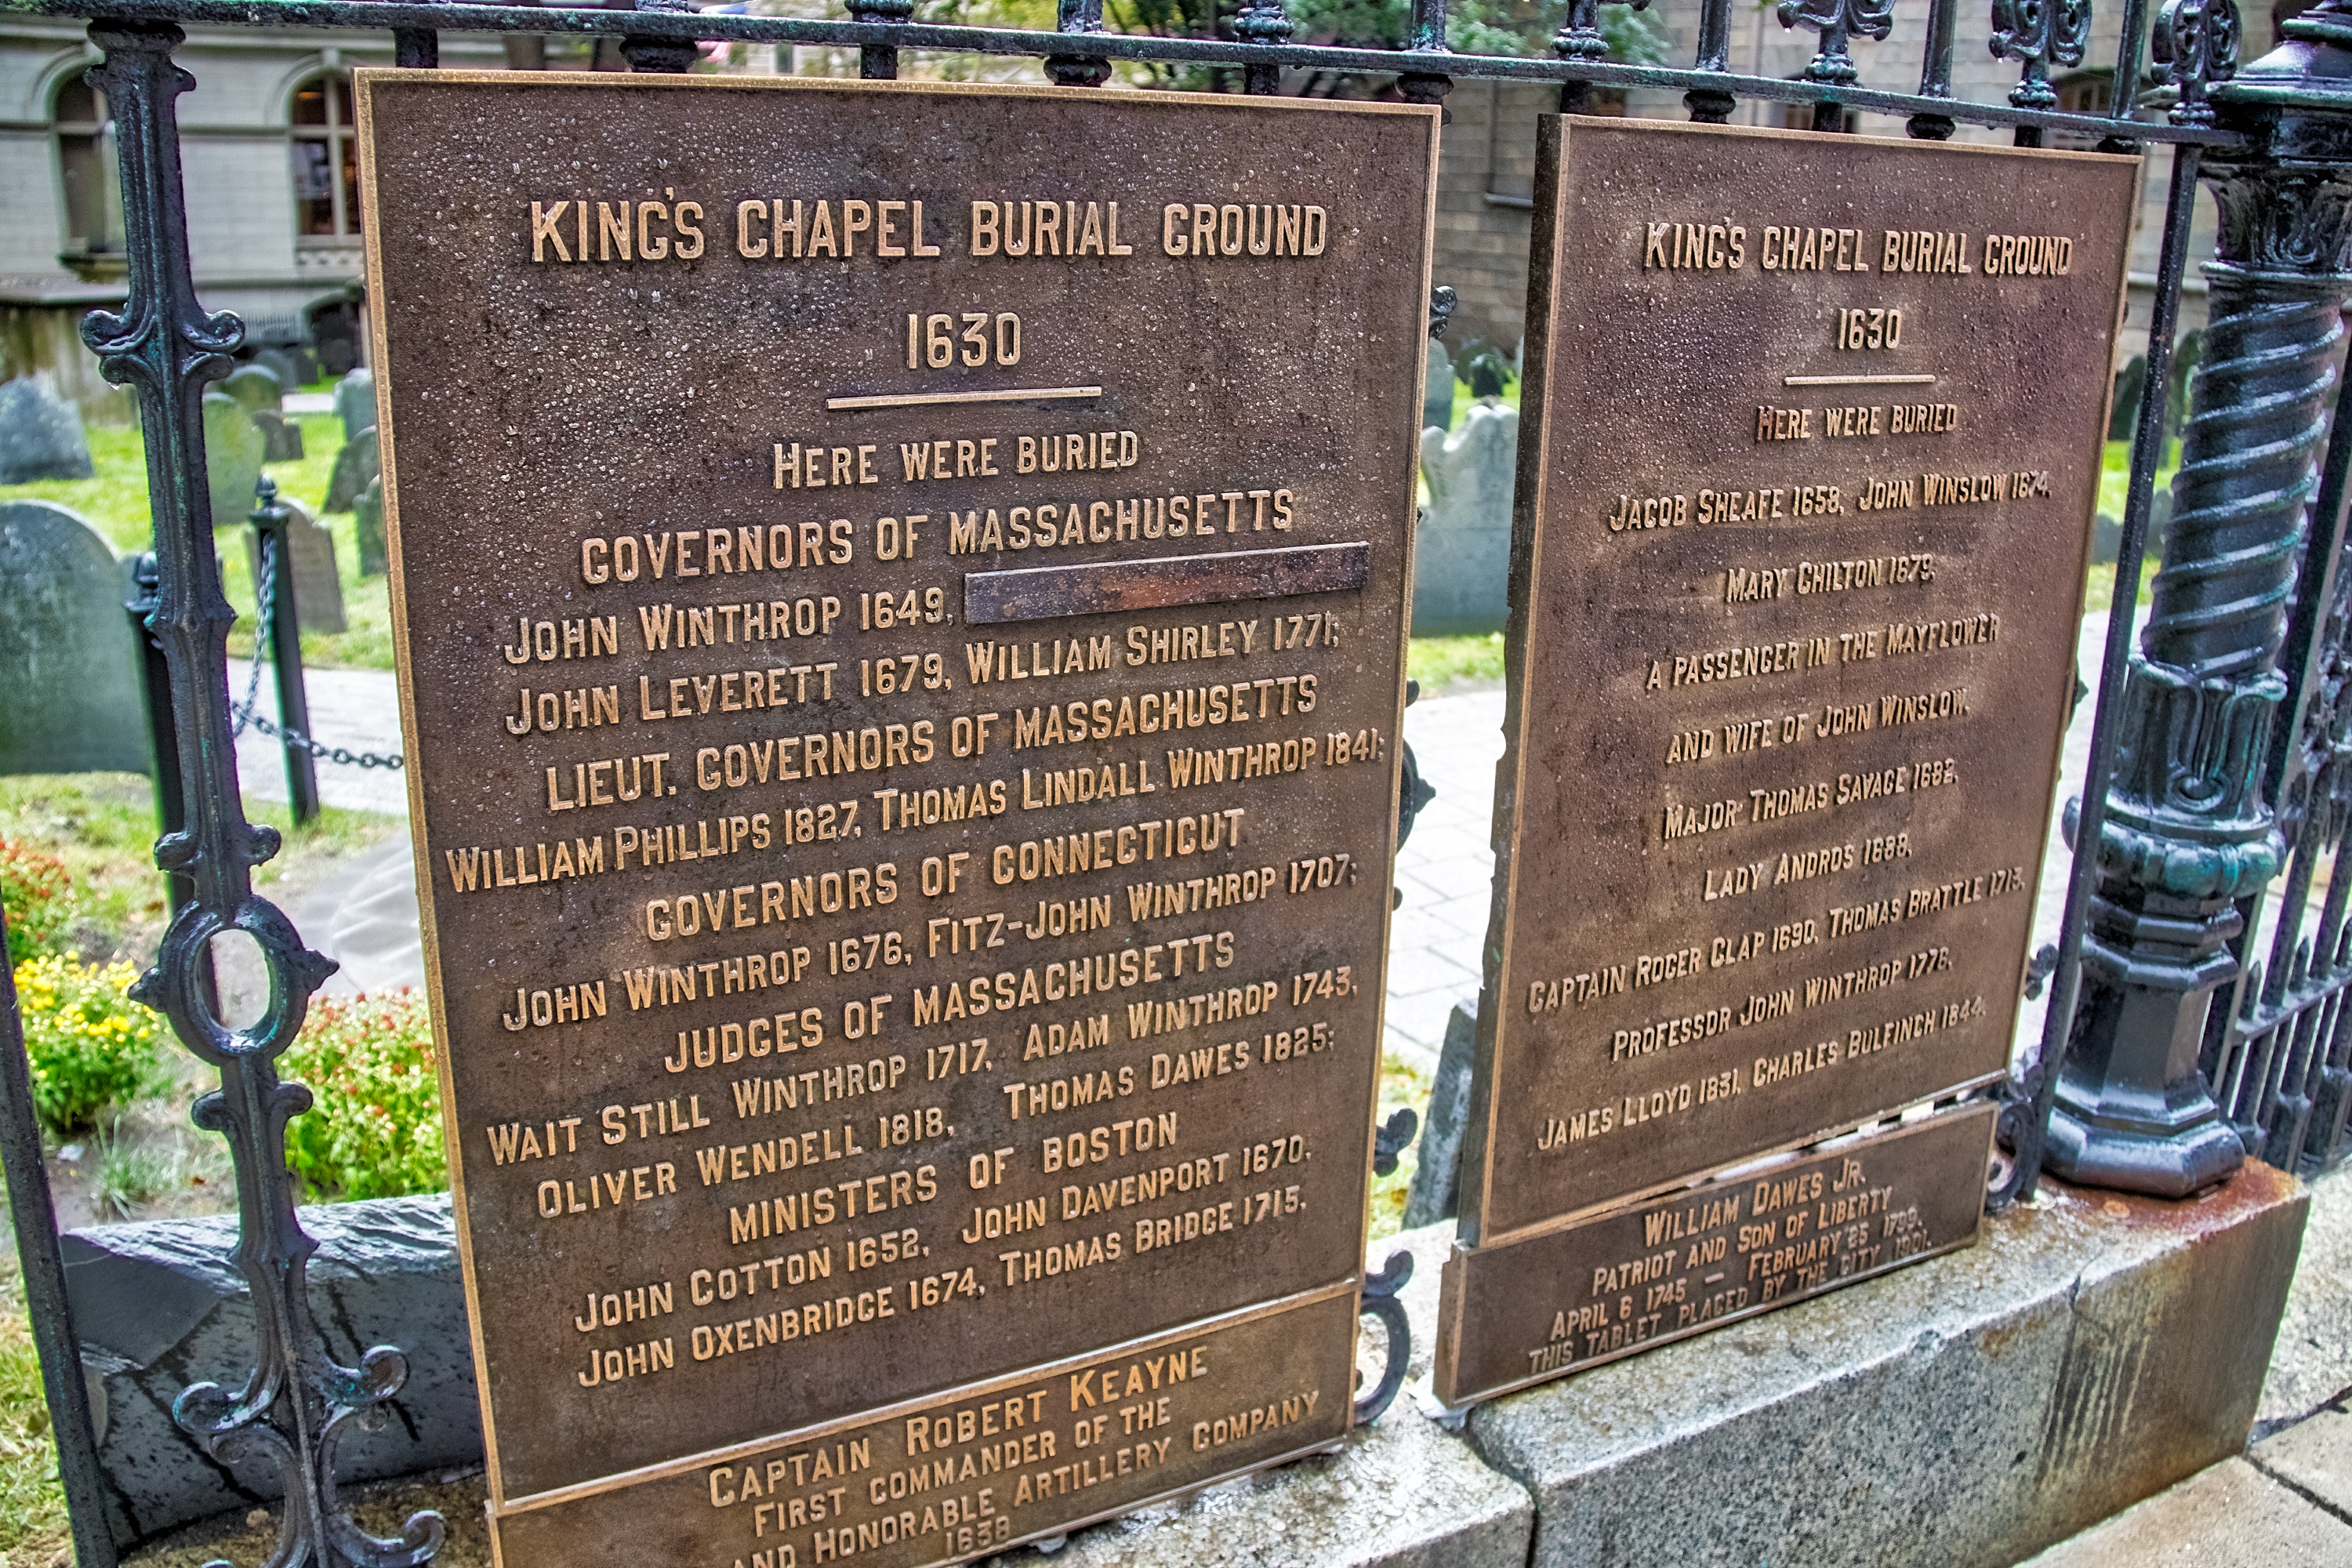 KING'S CHAPEL BURIAL GROUND
1630
HERE WERE BURIED
GOVERNORS OF MASSACHUSETTS
JOHN WINTHROP 1649,
JOHN LEVERETT 1679, WILLIAM SHIRLEY 1771;
LIEUT. GOVERNORS OF MASSACHUSETTS
WILLIAM PHILLIPS 1827, THOMAS LINDALL WINTHROP 1841;
GOVERNORS OF CONNECTICUT
JOHN WINTHROP 1676, FITZ-JOHN WINTHROP 1707;
JUDGES OF MASSACHUSETTS
WAIT STILL WINTHROP 1717, ADAM WINTHROP 1743,
OLIVER WENDELL 1818, THOMAS DAWES 1825;
MINISTERS OF BOSTON
JOHN COTTON 1652, JOHN DAVENPORT 1670,
JOHN OXENBRIDGE 1674, THOMAS BRIDGE 1715,
CAPTAIN ROBERT KEAYNE
FIRST COMMANDER OF THE
AND HONORABLE ARTILLERY COMPANY
1638
KING'S CHAPEL BURIAL GROUND
1630
HERE WERE BURIED
JACOB SHEAFE 1658, JOHN WINSLOW 1674,
MARY CHILTON 1679,
A PASSENGER IN THE MAYFLOWER
AND WIFE OF JOHN WINSLOW,
MAJOR THOMAS SAVAGE 1682,
LADY ANDROS 1688,
CAPTAIN ROGER CLAP 1690, THOMAS BRATTLE 1713,
PROFESSOR JOHN WINTHROP 1779,
JAMES LLOYD 1831, CHARLES BULFINCH 1844.
WILLIAM DAWES JR.
PATRIOT AND SON OF LIBERTY
APRIL 6 1745 — FEBRUARY 25 1799.
THIS TABLET PLACED BY THE CITY 1901.